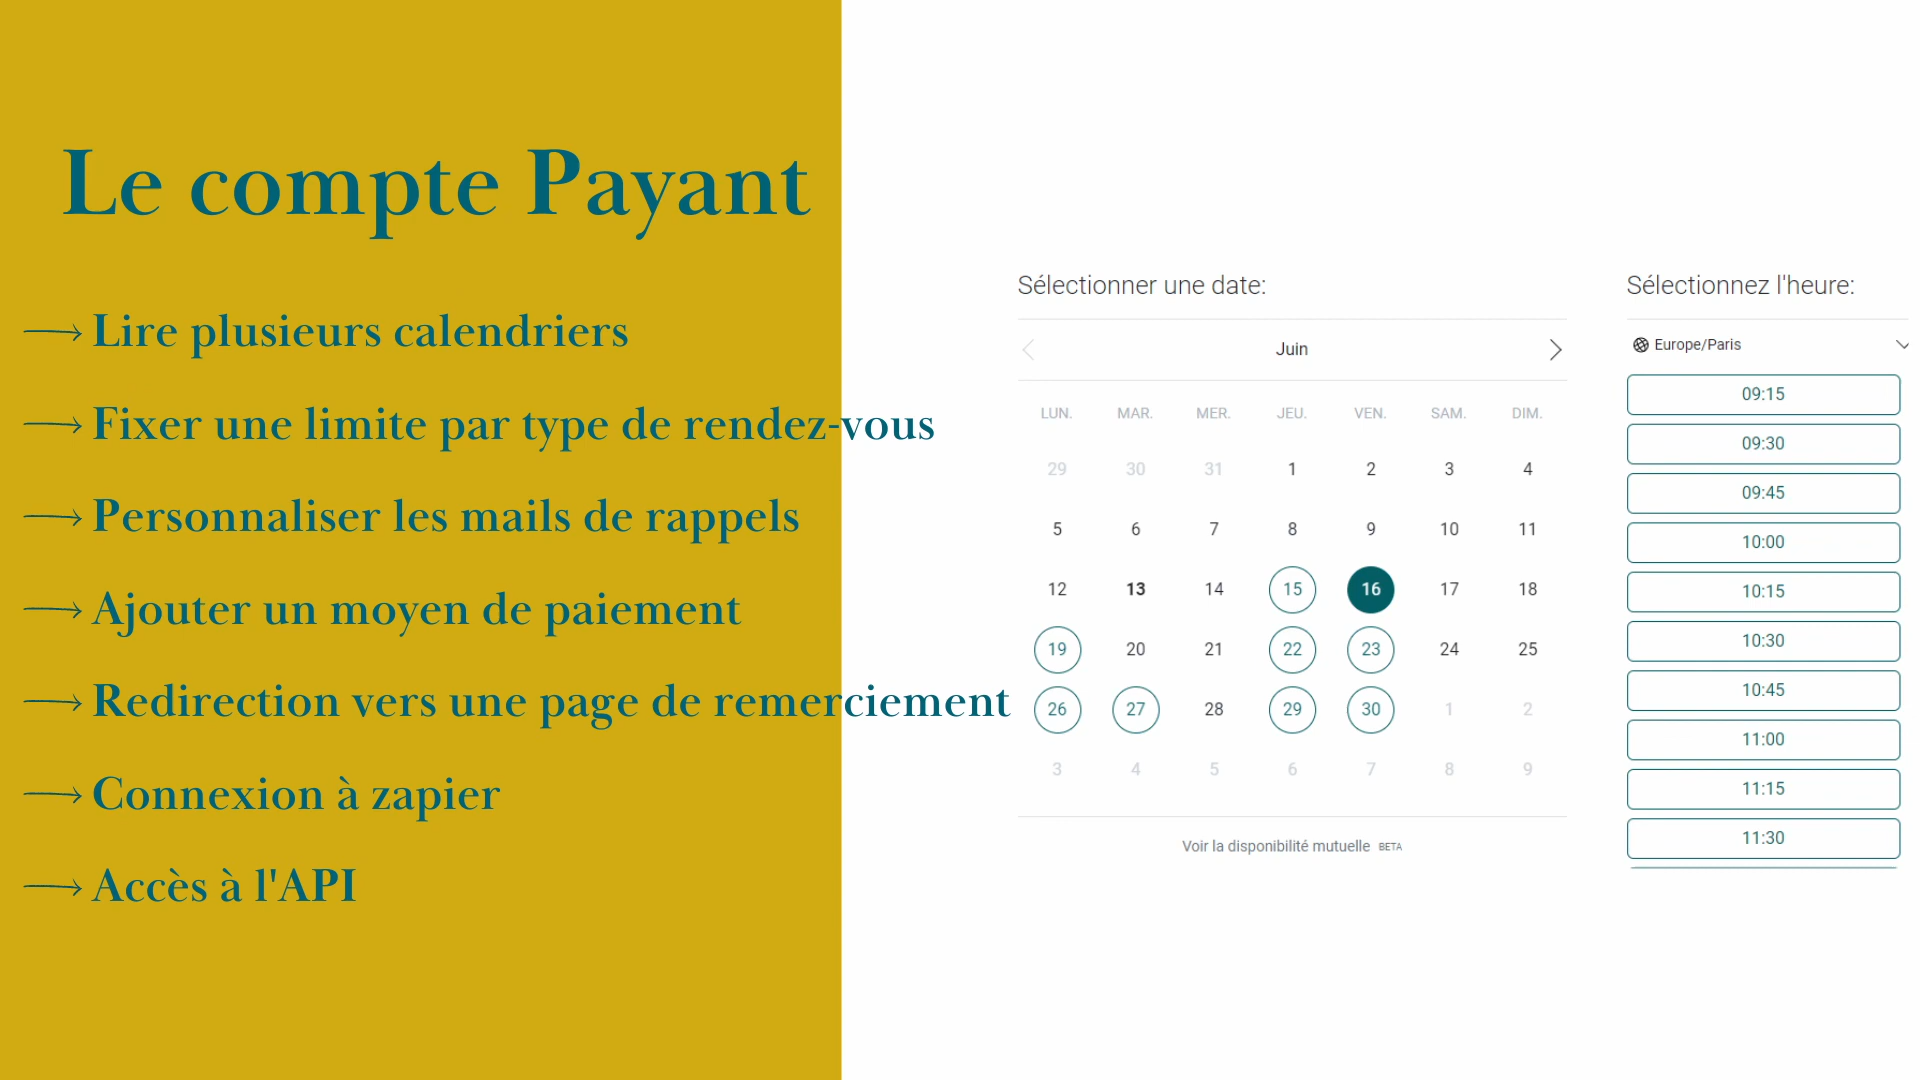 Le compte Payant
Lire plusieurs calendriers
Fixer une limite par type de rendez-vous
Personnaliser les mails de rappels
Ajouter un moyen de paiement
Redirection vers une page de remerciement
Connexion à zapier
Accès à l'API
Sélectionner une date:
Juin
LUN. MAR. MER. JEU. VEN. SAM. DIM.
29 30 31 1 2 3 4
5 6 7 8 9 10 11
12 13 14 15 16 17 18
19 20 21 22 23 24 25
26 27 28 29 30 1 2
3 4 5 6 7 8 9
Voir la disponibilité mutuelle BETA
Sélectionnez l'heure:
Europe/Paris
09:15
09:30
09:45
10:00
10:15
10:30
10:45
11:00
11:15
11:30